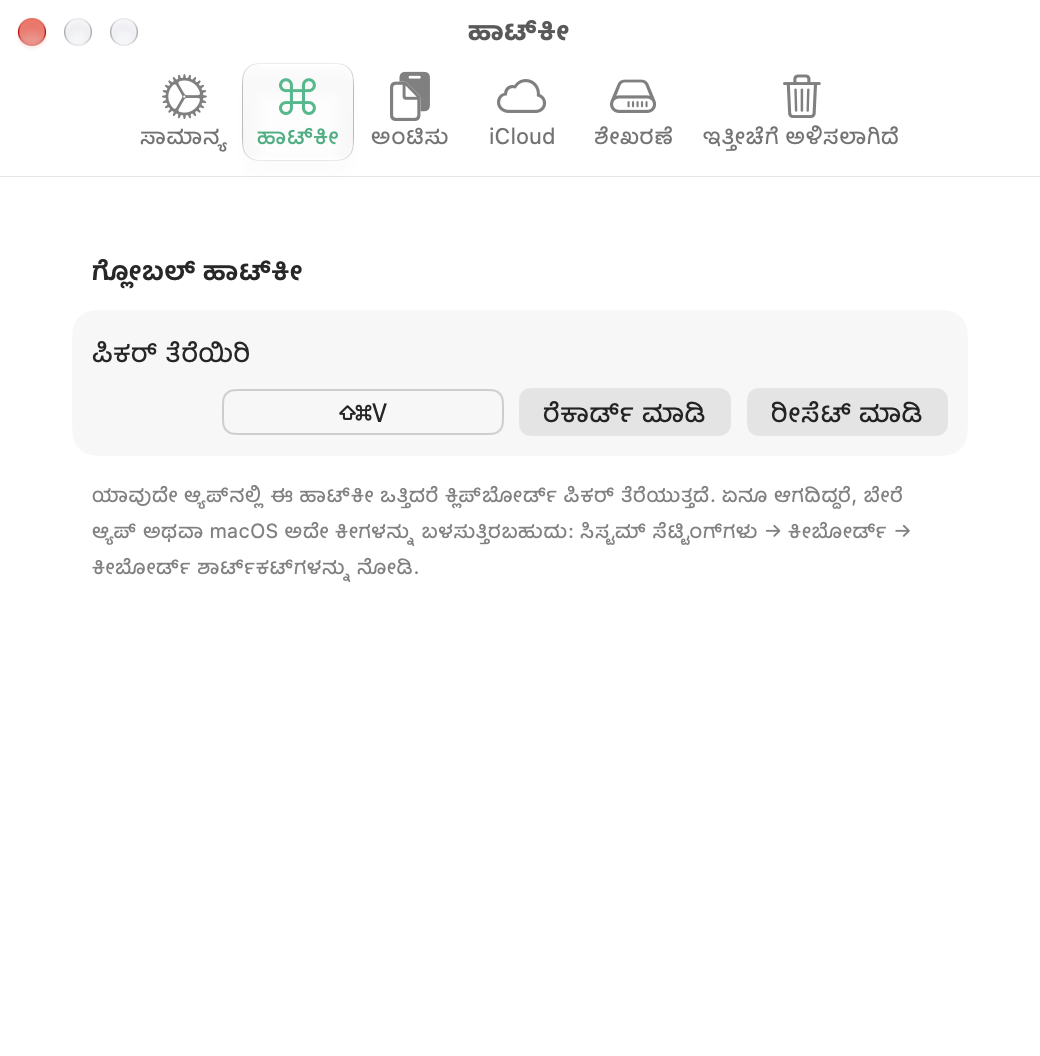 ಹಾಟ್‌ಕೀ
ಸಾಮಾನ್ಯ
ಹಾಟ್‌ಕೀ
ಅಂಟಿಸು
iCloud
ಶೇಖರಣೆ
ಇತ್ತೀಚೆಗೆ ಅಳಿಸಲಾಗಿದೆ
ಗ್ಲೋಬಲ್ ಹಾಟ್‌ಕೀ
ಪಿಕರ್ ತೆರೆಯಿರಿ
⇧⌘V
ರೆಕಾರ್ಡ್ ಮಾಡಿ
ರೀಸೆಟ್ ಮಾಡಿ
ಯಾವುದೇ ಆ್ಯಪ್‌ನಲ್ಲಿ ಈ ಹಾಟ್‌ಕೀ ಒತ್ತಿದರೆ ಕ್ಲಿಪ್‌ಬೋರ್ಡ್ ಪಿಕರ್ ತೆರೆಯುತ್ತದೆ. ಏನೂ ಆಗದಿದ್ದರೆ, ಬೇರೆ
ಆ್ಯಪ್ ಅಥವಾ macOS ಅದೇ ಕೀಗಳನ್ನು ಬಳಸುತ್ತಿರಬಹುದು: ಸಿಸ್ಟಮ್ ಸೆಟ್ಟಿಂಗ್‌ಗಳು → ಕೀಬೋರ್ಡ್ →
ಕೀಬೋರ್ಡ್ ಶಾರ್ಟ್‌ಕಟ್‌ಗಳನ್ನು ನೋಡಿ.